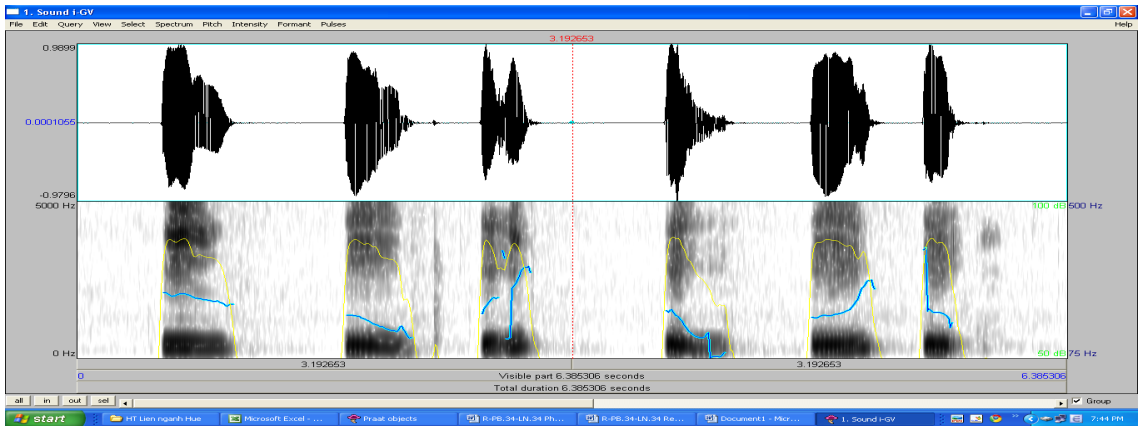 1. Sound i-GV
File Edit Query View Select Spectrum Pitch Intensity Formant Pulses Help
3.192653
0.9899
0.0001055
-0.9796
5000 Hz 100 dB 500 Hz
0 Hz 50 dB 75 Hz
3.192653 3.192653
0 Visible part 6.385306 seconds 6.385306
Total duration 6.385306 seconds
all in out sel Group
start HT Lien nganh Hue Microsoft Excel - ... Praat objects R-PB.34-LN.34 Ph... R-PB.34-LN.34 Re... Document1 - Micr... 1. Sound i-GV 7:44 PM